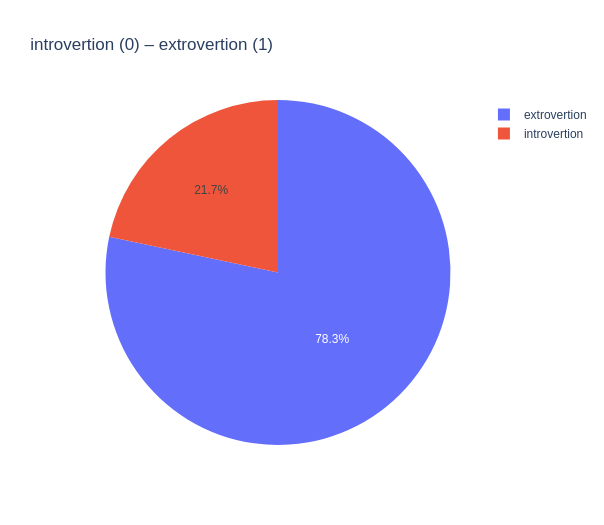 introvertion (0) – extrovertion (1)
extrovertion
introvertion
21.7%
78.3%